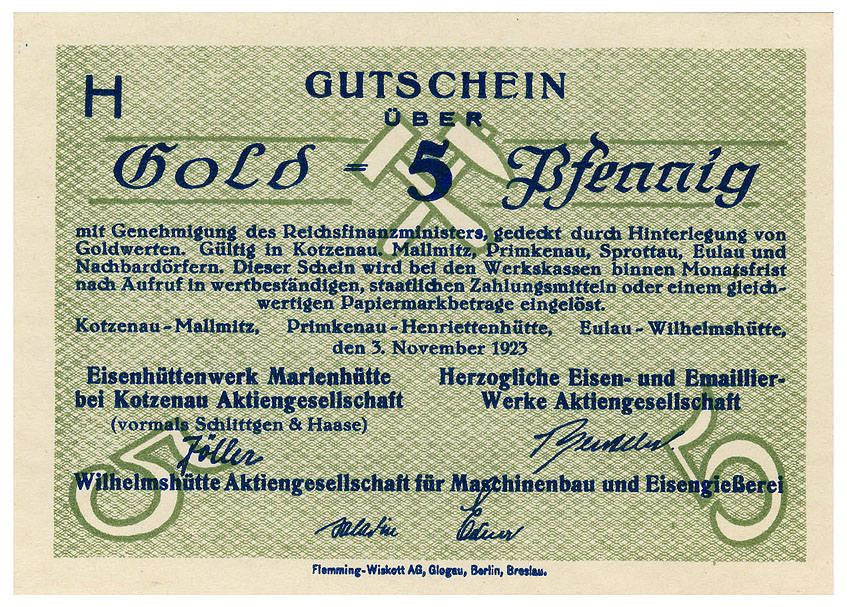 H
GUTSCHEIN
ÜBER
Gold = 5 Pfennig
mit Genehmigung des Reichsfinanzministers, gedeckt durch Hinterlegung von
Goldwerten. Gültig in Kotzenau. Mallmitz, Primkenau, Sprottau, Eulau und
Nachbardörfern. Dieser Schein wird bei den Werkskassen binnen Monatsfrist
nach Aufruf in wertbeständigen, staatlichen Zahlungsmitteln oder einem gleich-
wertigen Papiermarkbetrage eingelöst.
Kotzenau-Mallmitz, Primkenau-Henriettenhütte, Eulau-Wilhelmshütte,
den 3. November 1923
Eisenhüttenwerk Marienhütte
bei Kotzenau Aktiengesellschaft
(vormals Schlittgen & Haase)
Herzogliche Eisen- und Emaillier-
Werke Aktiengesellschaft
Zöller
5
5
Wilhelmshütte Aktiengesellschaft für Maschinenbau und Eisengießerei
Flemming-Wiskott AG, Glogau, Berlin, Breslau.